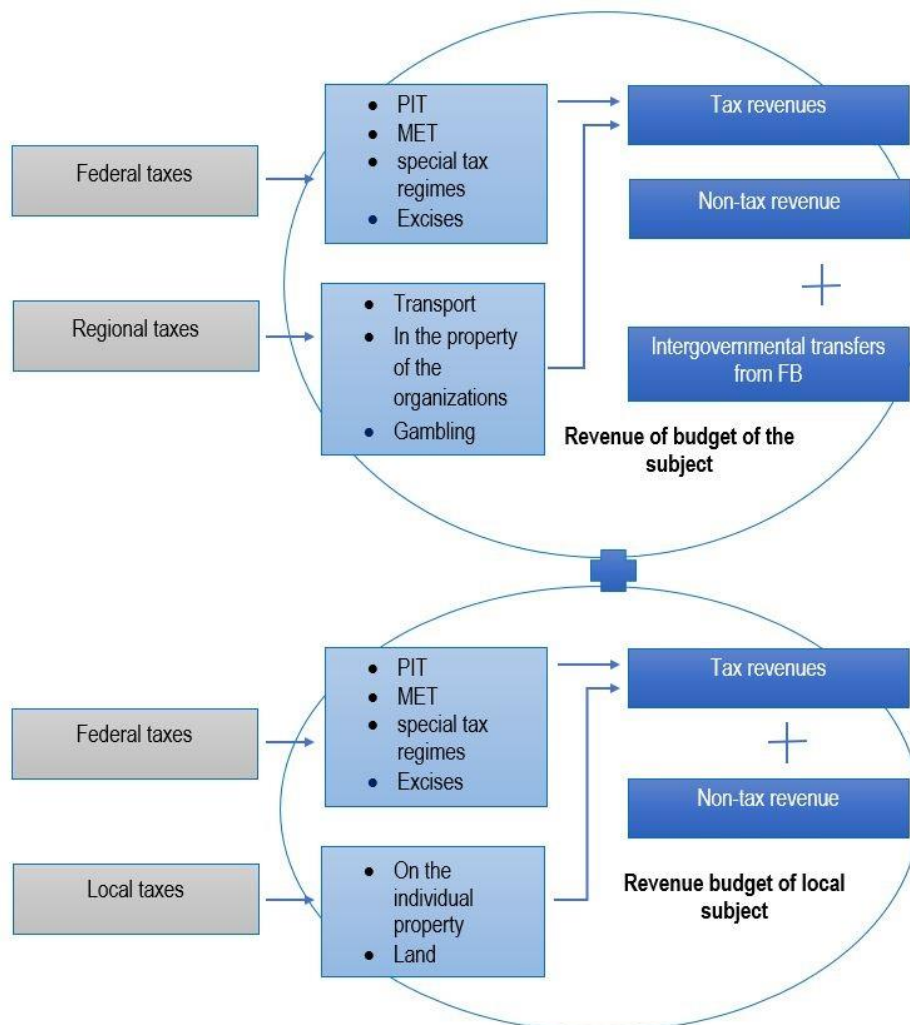 Federal taxes
• PIT
• MET
• special tax
regimes
• Excises
Tax revenues
Non-tax revenue
Regional taxes
• Transport
• In the property
of the
organizations
• Gambling
Intergovernmental transfers
from FB
Revenue of budget of the
subject
Federal taxes
• PIT
• MET
• special tax
regimes
• Excises
Tax revenues
Non-tax revenue
Local taxes
• On the
individual
property
• Land
Revenue budget of local
subject